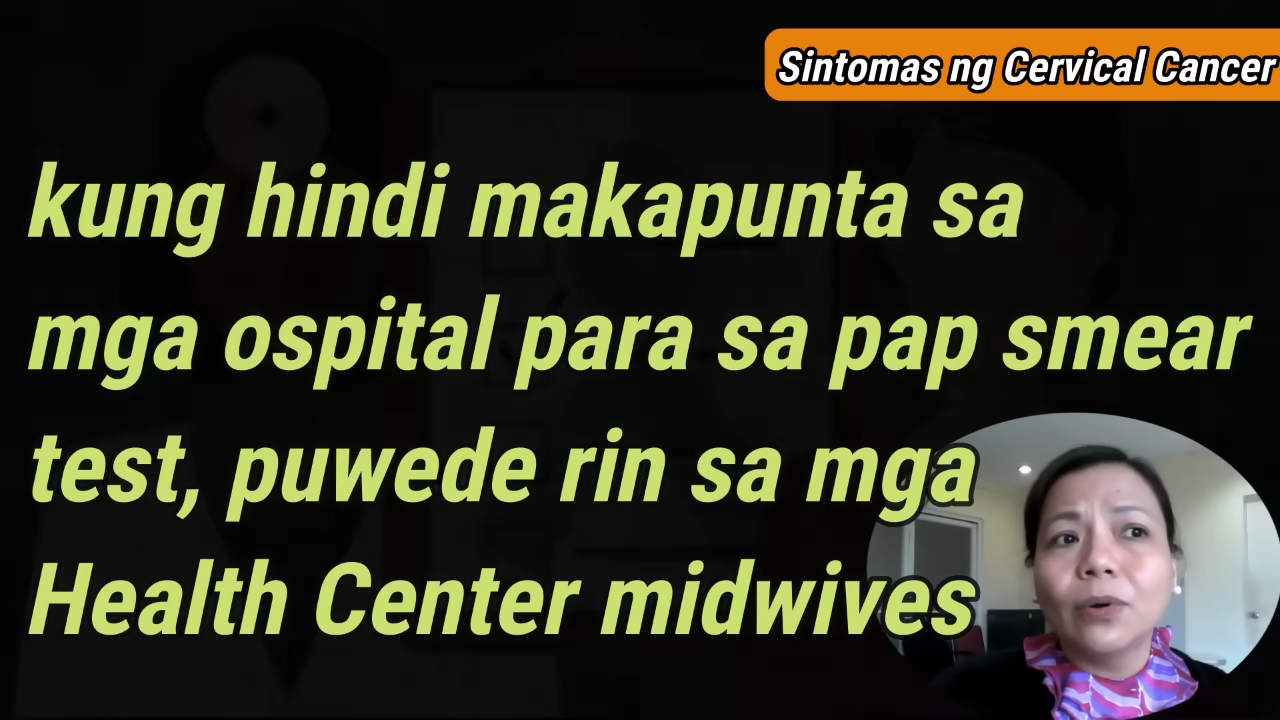 Sintomas ng Cervical Cancer
kung hindi makapunta sa
mga ospital para sa pap smear
test, puwede rin sa mga
Health Center midwives